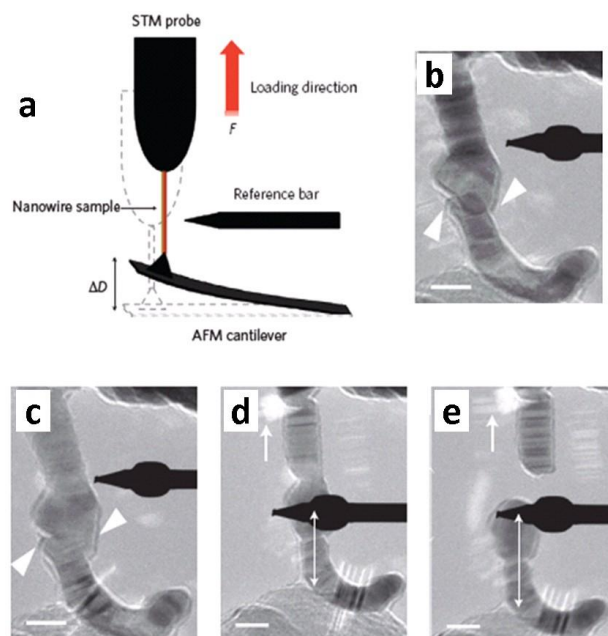 STM probe
a
Loading direction
F
Nanowire sample
Reference bar
ΔD
AFM cantilever
b
c
d
e